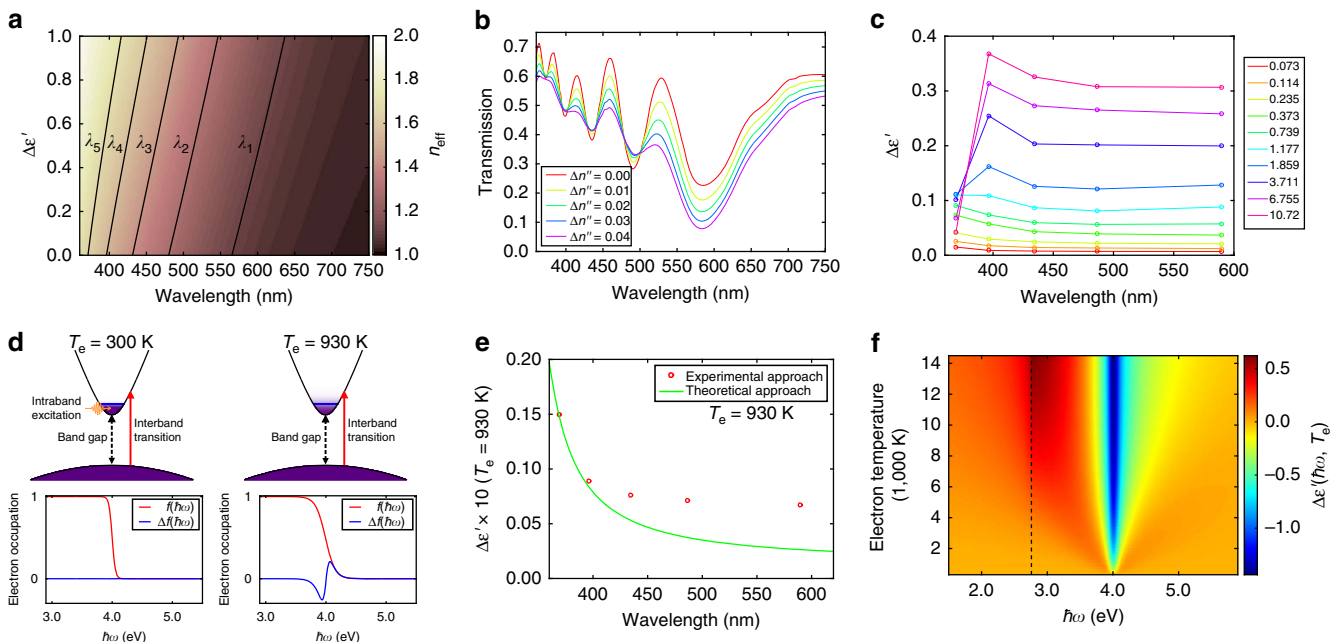 a
1.0
0.8
0.6
0.4
0.2
0.0
Δε′
λ5 λ4 λ3 λ2 λ1
400 450 500 550 600 650 700 750
Wavelength (nm)
2.0
1.8
1.6
1.4
1.2
1.0
neff
b
0.7
0.6
0.5
0.4
0.3
0.2
0.1
0.0
Transmission
Δn″ = 0.00
Δn″ = 0.01
Δn″ = 0.02
Δn″ = 0.03
Δn″ = 0.04
400 450 500 550 600 650 700 750
Wavelength (nm)
c
0.4
0.3
0.2
0.1
0.0
Δε′
400 450 500 550 600
Wavelength (nm)
0.073
0.114
0.235
0.373
0.739
1.177
1.859
3.711
6.755
10.72
d
Te = 300 K
Intraband
excitation
Band gap
Interband
transition
Te = 930 K
Band gap
Interband
transition
Electron occupation
1
0
f(ħω)
Δf(ħω)
3.0 4.0 5.0
ħω (eV)
Electron occupation
1
0
f(ħω)
Δf(ħω)
3.0 4.0 5.0
ħω (eV)
e
0.20
0.15
0.10
0.05
0.00
Δε′ × 10 (Te = 930 K)
Experimental approach
Theoretical approach
Te = 930 K
400 450 500 550 600
Wavelength (nm)
f
14
12
10
8
6
4
2
Electron temperature
(1,000 K)
2.0 3.0 4.0 5.0
ħω (eV)
0.5
0.0
−0.5
−1.0
Δε′(ħω, Te)